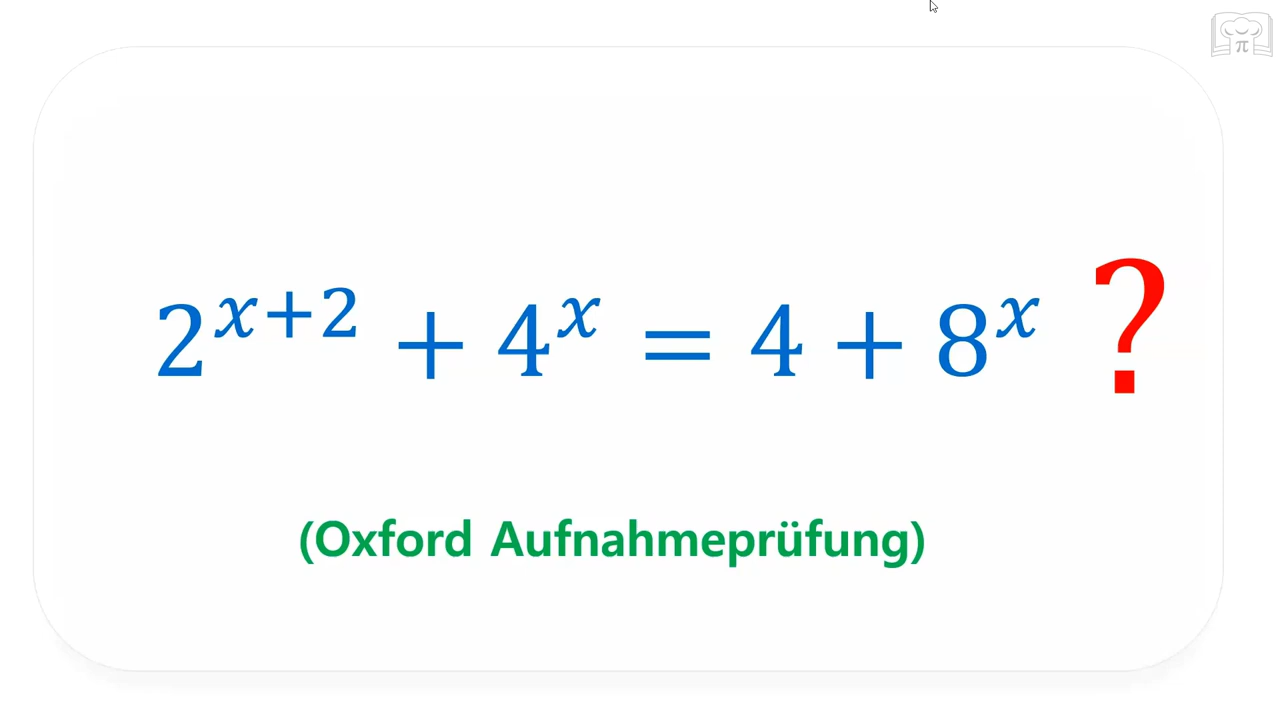 2^{x+2} + 4^x = 4 + 8^x ?
(Oxford Aufnahmeprüfung)
π